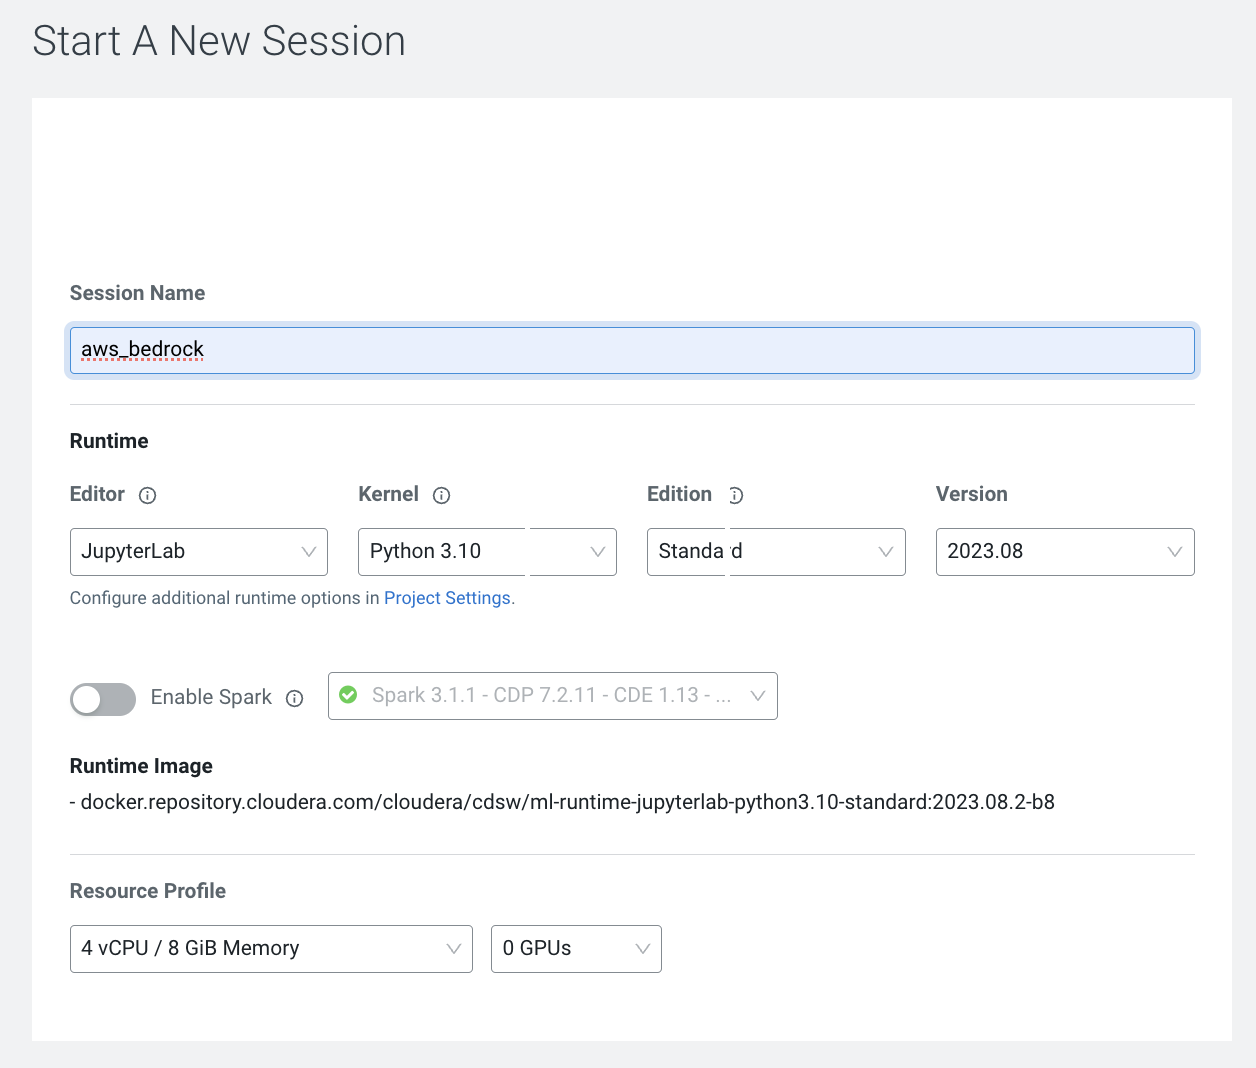 Start A New Session
Session Name
aws_bedrock
Runtime
Editor Kernel Edition Version
JupyterLab Python 3.10 Standard 2023.08
Configure additional runtime options in Project Settings.
Enable Spark Spark 3.1.1 - CDP 7.2.11 - CDE 1.13 - ...
Runtime Image
- docker.repository.cloudera.com/cloudera/cdsw/ml-runtime-jupyterlab-python3.10-standard:2023.08.2-b8
Resource Profile
4 vCPU / 8 GiB Memory 0 GPUs